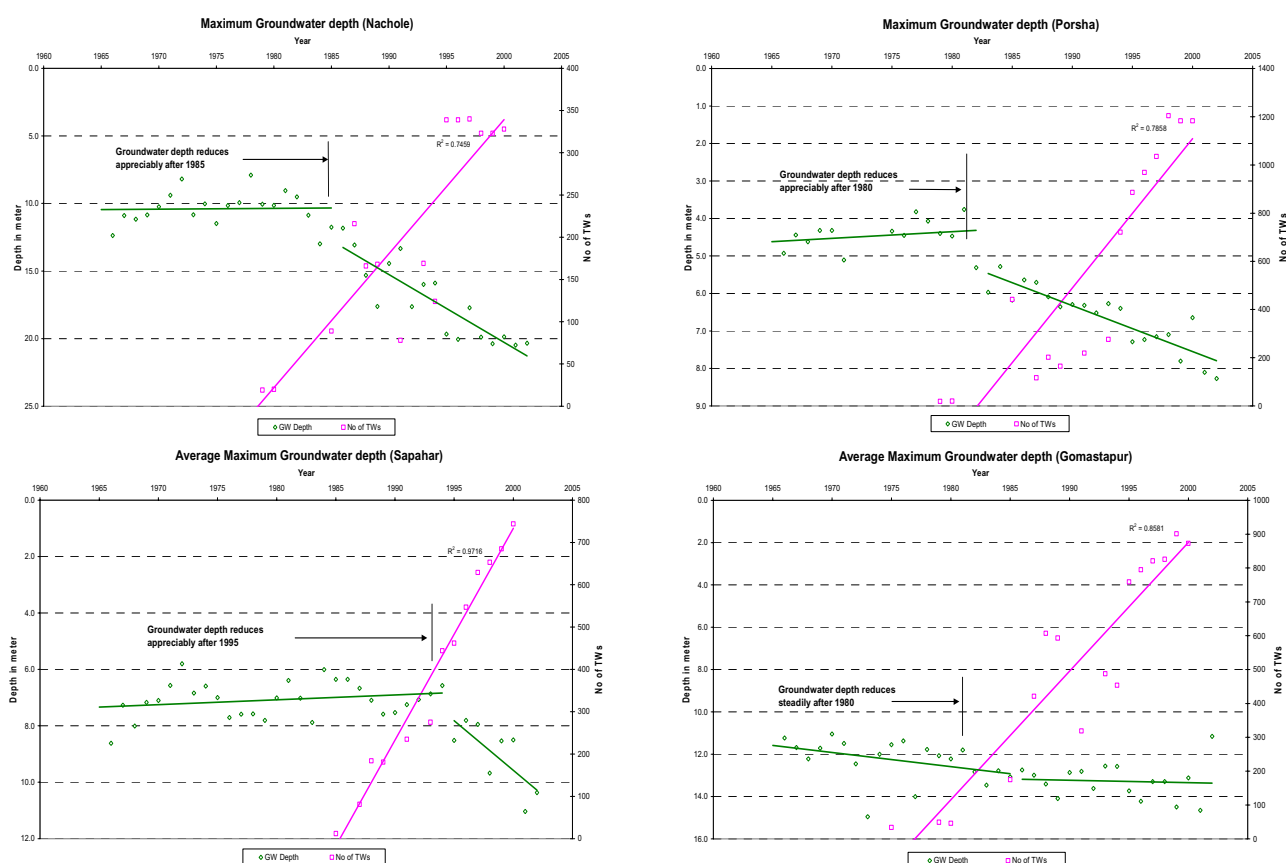 Maximum Groundwater depth (Nachole)
Year
1960 1965 1970 1975 1980 1985 1990 1995 2000 2005
0.0
5.0
10.0
15.0
20.0
25.0
Depth in meter
400
350
300
250
200
150
100
50
0
No of TWs
R² = 0.7459
Groundwater depth reduces
appreciably after 1985
GW Depth No of TWs
Maximum Groundwater depth (Porsha)
Year
1960 1965 1970 1975 1980 1985 1990 1995 2000 2005
0.0
1.0
2.0
3.0
4.0
5.0
6.0
7.0
8.0
9.0
Depth in meter
1400
1200
1000
800
600
400
200
0
No of TWs
R² = 0.7858
Groundwater depth reduces
appreciably after 1980
GW Depth No of TWs
Average Maximum Groundwater depth (Sapahar)
Year
1960 1965 1970 1975 1980 1985 1990 1995 2000 2005
0.0
2.0
4.0
6.0
8.0
10.0
12.0
Depth in meter
800
700
600
500
400
300
200
100
0
No of TWs
R² = 0.9716
Groundwater depth reduces
appreciably after 1995
GW Depth No of TWs
Average Maximum Groundwater depth (Gomastapur)
Year
1960 1965 1970 1975 1980 1985 1990 1995 2000 2005
0.0
2.0
4.0
6.0
8.0
10.0
12.0
14.0
16.0
Depth in meter
1000
900
800
700
600
500
400
300
200
100
0
No of TWs
R² = 0.8581
Groundwater depth reduces
steadily after 1980
GW Depth No of TWs